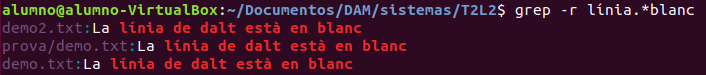 alumno@alumno-VirtualBox:~/Documentos/DAM/sistemas/T2L2$ grep -r línia.*blanc
demo2.txt:La línia de dalt està en blanc
prova/demo.txt:La línia de dalt està en blanc
demo.txt:La línia de dalt està en blanc